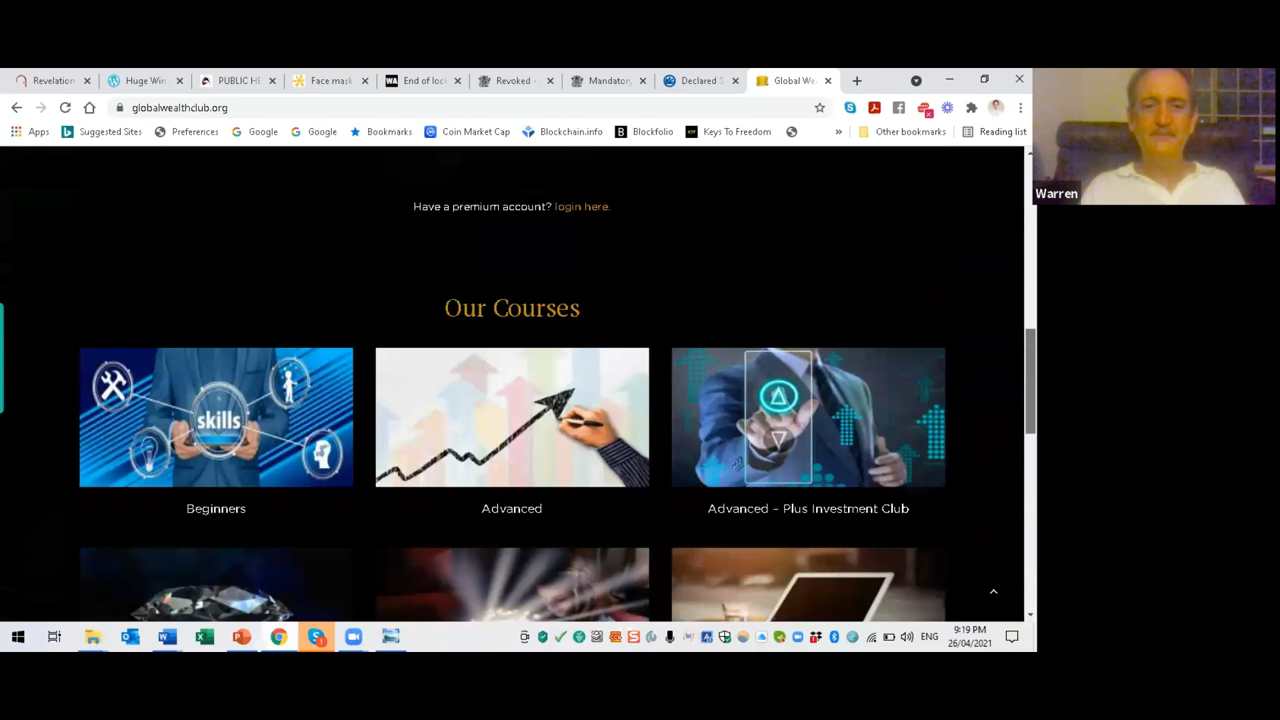 Revelation
Huge Win
PUBLIC HE
Face mask
End of loc
Revoked -
Mandatory
Declared S
Global We
globalwealthclub.org
Apps
Suggested Sites
Preferences
Google
Google
Bookmarks
Coin Market Cap
Blockchain.info
Blockfolio
Keys To Freedom
»
Other bookmarks
Reading list
Warren
Have a premium account? login here.
Our Courses
skills
Beginners
Advanced
Advanced – Plus Investment Club
ENG
9:19 PM
26/04/2021